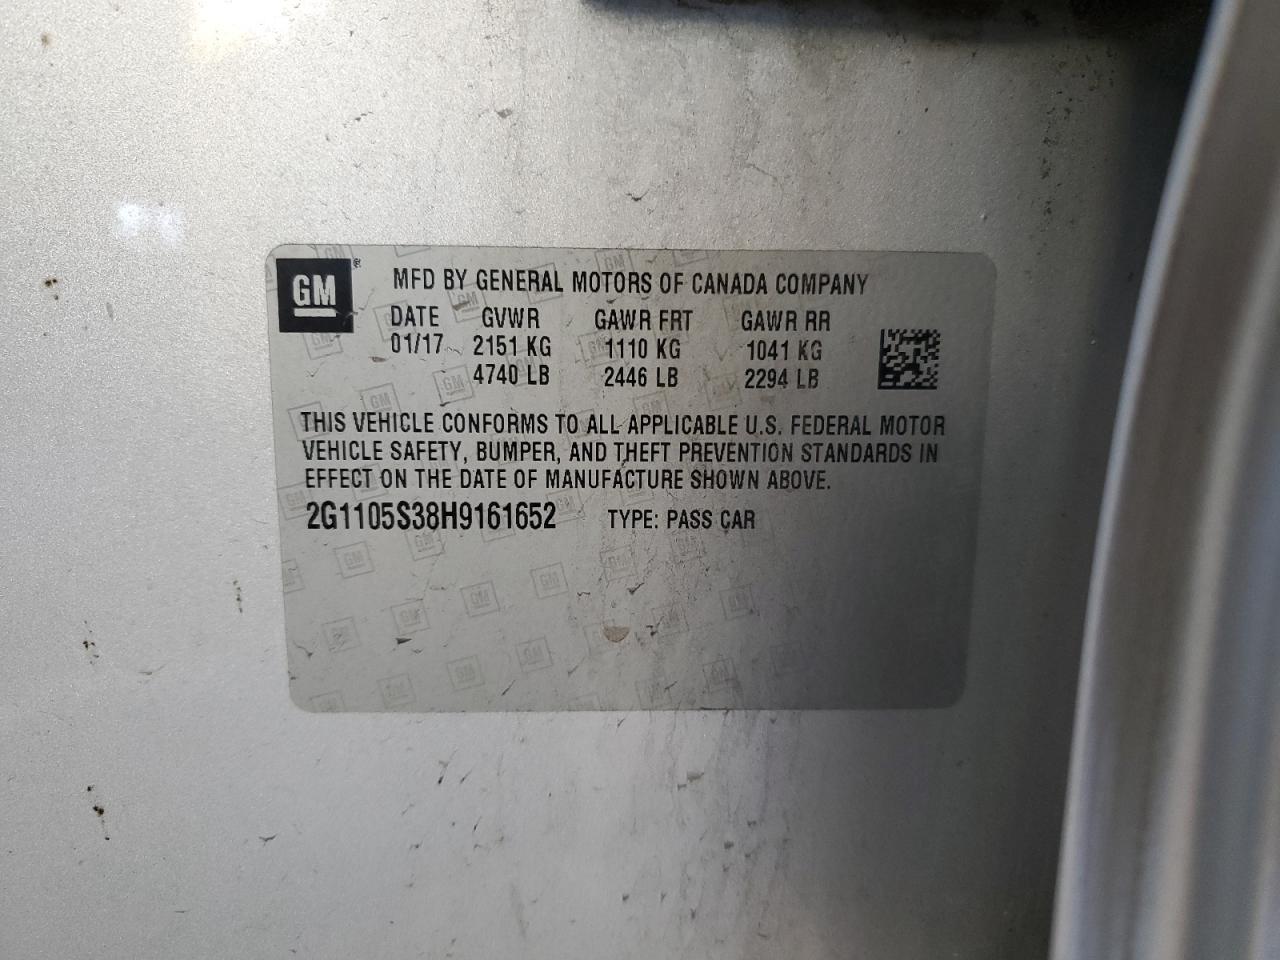 GM®
MFD BY GENERAL MOTORS OF CANADA COMPANY
DATE GVWR GAWR FRT GAWR RR
01/17 2151 KG 1110 KG 1041 KG
4740 LB 2446 LB 2294 LB
THIS VEHICLE CONFORMS TO ALL APPLICABLE U.S. FEDERAL MOTOR
VEHICLE SAFETY, BUMPER, AND THEFT PREVENTION STANDARDS IN
EFFECT ON THE DATE OF MANUFACTURE SHOWN ABOVE.
2G1105S38H9161652 TYPE: PASS CAR